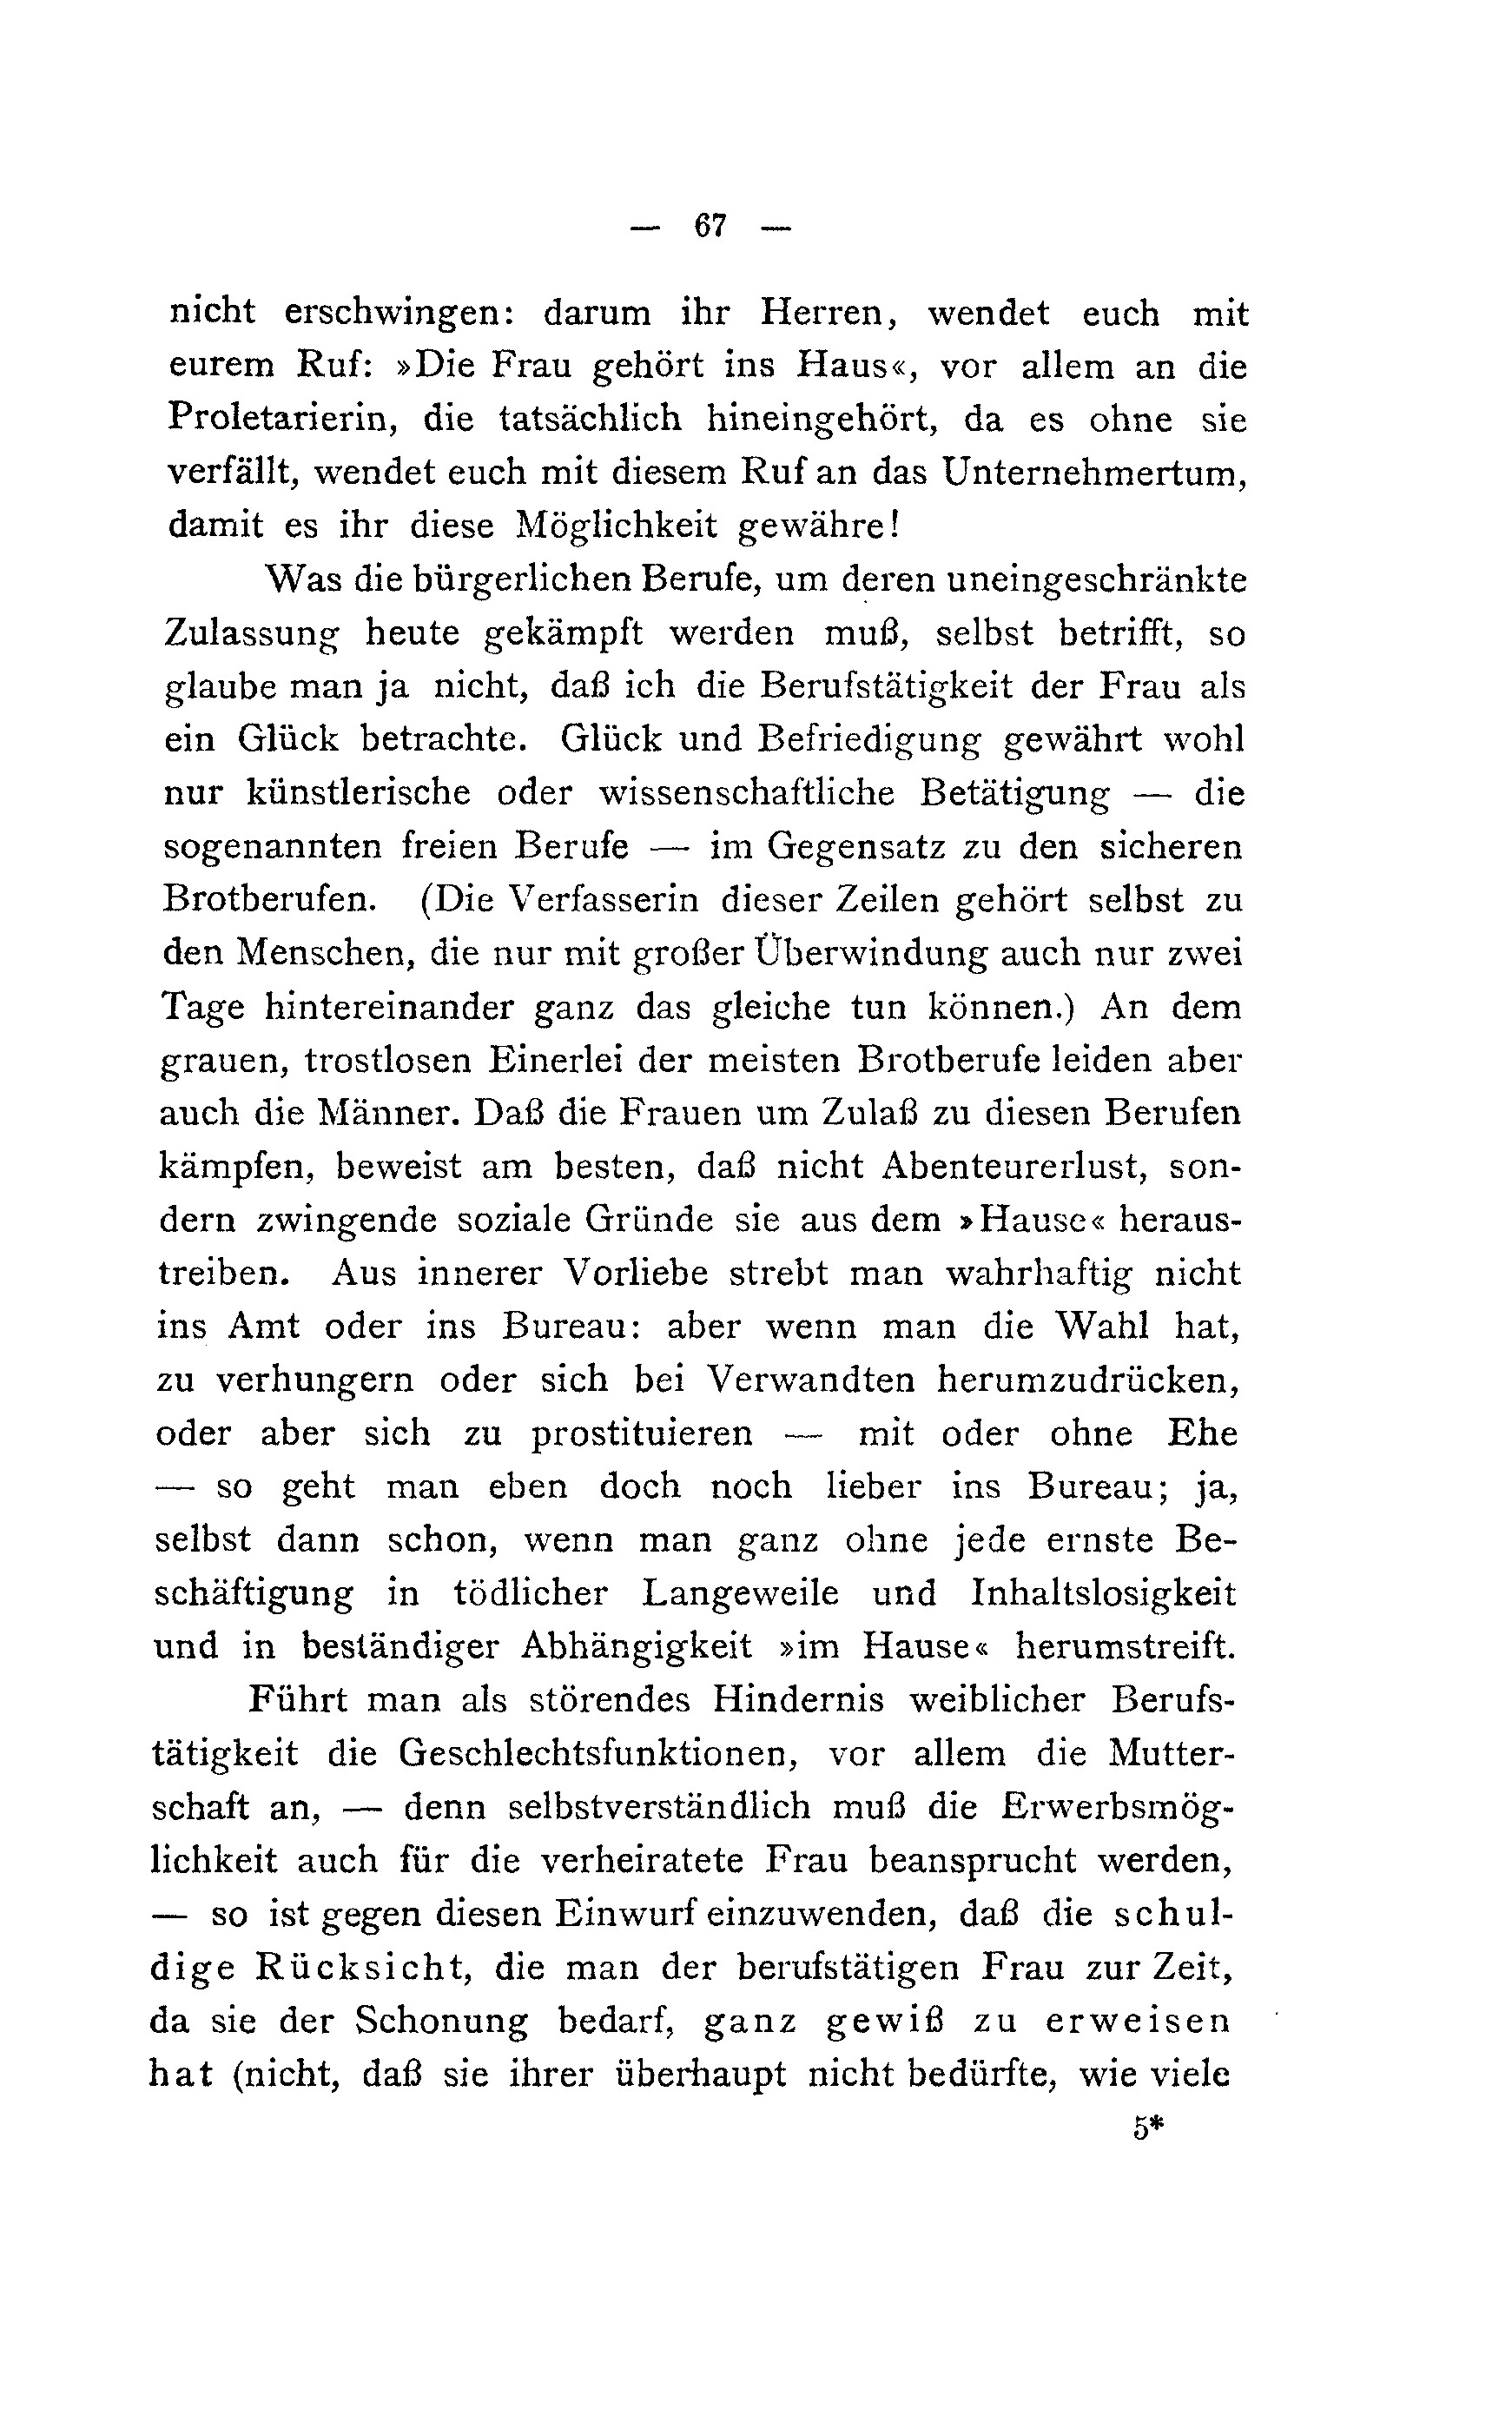 — 67 —
nicht erschwingen: darum ihr Herren, wendet euch mit
eurem Ruf: »Die Frau gehört ins Haus«, vor allem an die
Proletarierin, die tatsächlich hineingehört, da es ohne sie
verfällt, wendet euch mit diesem Ruf an das Unternehmertum,
damit es ihr diese Möglichkeit gewähre!
Was die bürgerlichen Berufe, um deren uneingeschränkte
Zulassung heute gekämpft werden muß, selbst betrifft, so
glaube man ja nicht, daß ich die Berufstätigkeit der Frau als
ein Glück betrachte. Glück und Befriedigung gewährt wohl
nur künstlerische oder wissenschaftliche Betätigung — die
sogenannten freien Berufe — im Gegensatz zu den sicheren
Brotberufen. (Die Verfasserin dieser Zeilen gehört selbst zu
den Menschen, die nur mit großer Überwindung auch nur zwei
Tage hintereinander ganz das gleiche tun können.) An dem
grauen, trostlosen Einerlei der meisten Brotberufe leiden aber
auch die Männer. Daß die Frauen um Zulaß zu diesen Berufen
kämpfen, beweist am besten, daß nicht Abenteurerlust, son-
dern zwingende soziale Gründe sie aus dem »Hause« heraus-
treiben. Aus innerer Vorliebe strebt man wahrhaftig nicht
ins Amt oder ins Bureau: aber wenn man die Wahl hat,
zu verhungern oder sich bei Verwandten herumzudrücken,
oder aber sich zu prostituieren — mit oder ohne Ehe
— so geht man eben doch noch lieber ins Bureau; ja,
selbst dann schon, wenn man ganz ohne jede ernste Be-
schäftigung in tödlicher Langeweile und Inhaltslosigkeit
und in beständiger Abhängigkeit »im Hause« herumstreift.
Führt man als störendes Hindernis weiblicher Berufs-
tätigkeit die Geschlechtsfunktionen, vor allem die Mutter-
schaft an, — denn selbstverständlich muß die Erwerbsmög-
lichkeit auch für die verheiratete Frau beansprucht werden,
— so ist gegen diesen Einwurf einzuwenden, daß die schul-
dige Rücksicht, die man der berufstätigen Frau zur Zeit,
da sie der Schonung bedarf, ganz gewiß zu erweisen
hat (nicht, daß sie ihrer überhaupt nicht bedürfte, wie viele
5*